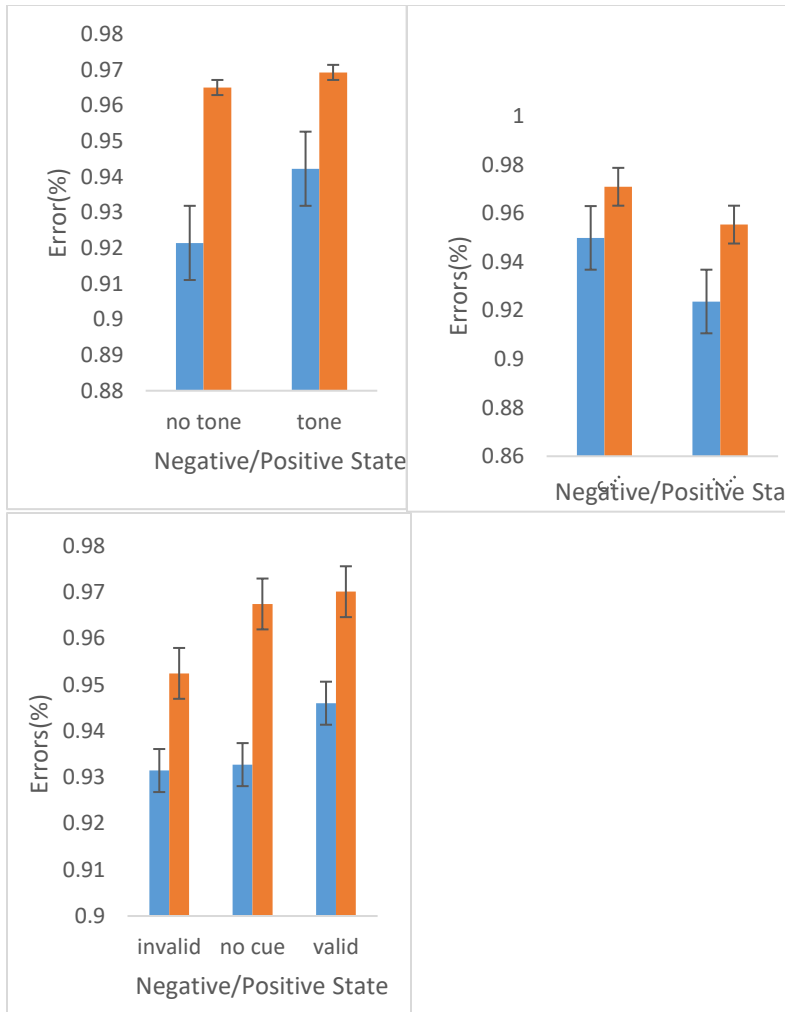 0.98
0.97
0.96
0.95
0.94
0.93
0.92
0.91
0.9
0.89
0.88
Error(%)
no tone
tone
Negative/Positive State
1
0.98
0.96
0.94
0.92
0.9
0.88
0.86
Errors(%)
Negative/Positive Sta
0.98
0.97
0.96
0.95
0.94
0.93
0.92
0.91
0.9
Errors(%)
invalid
no cue
valid
Negative/Positive State